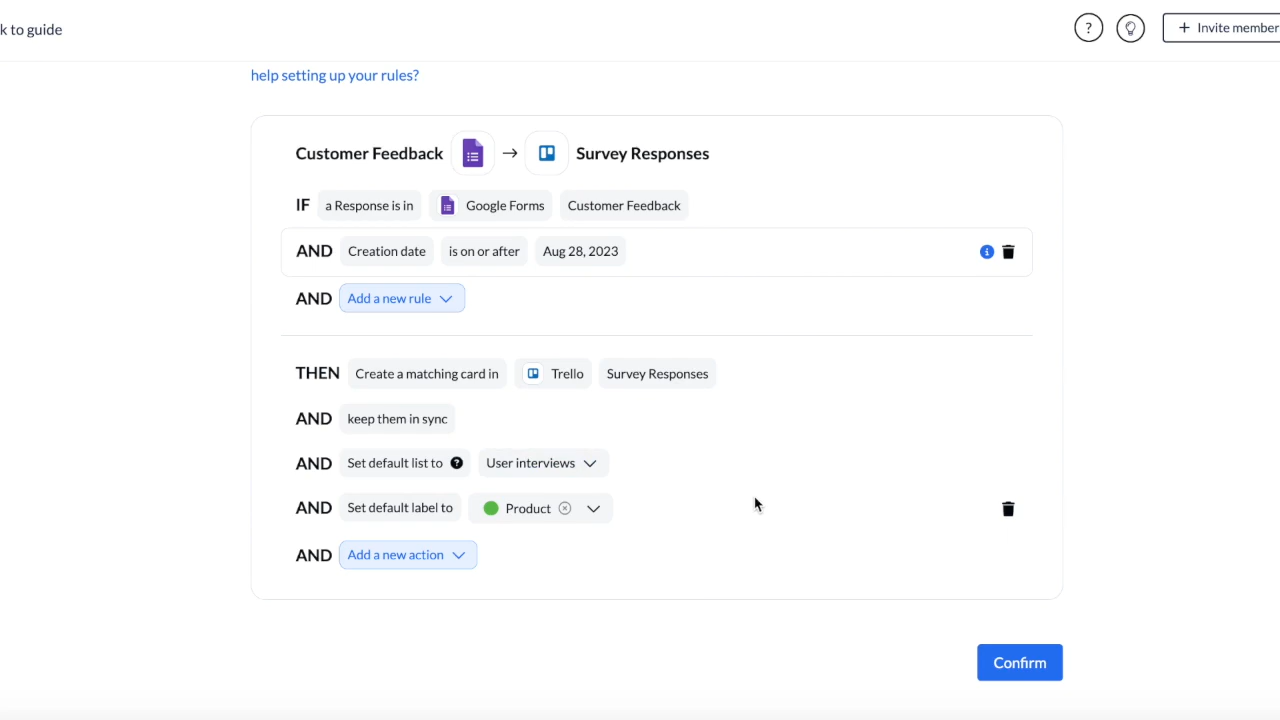 k to guide
?
+ Invite member
help setting up your rules?
Customer Feedback → Survey Responses
IF a Response is in Google Forms Customer Feedback
AND Creation date is on or after Aug 28, 2023
AND Add a new rule
THEN Create a matching card in Trello Survey Responses
AND keep them in sync
AND Set default list to ? User interviews
AND Set default label to Product
AND Add a new action
Confirm